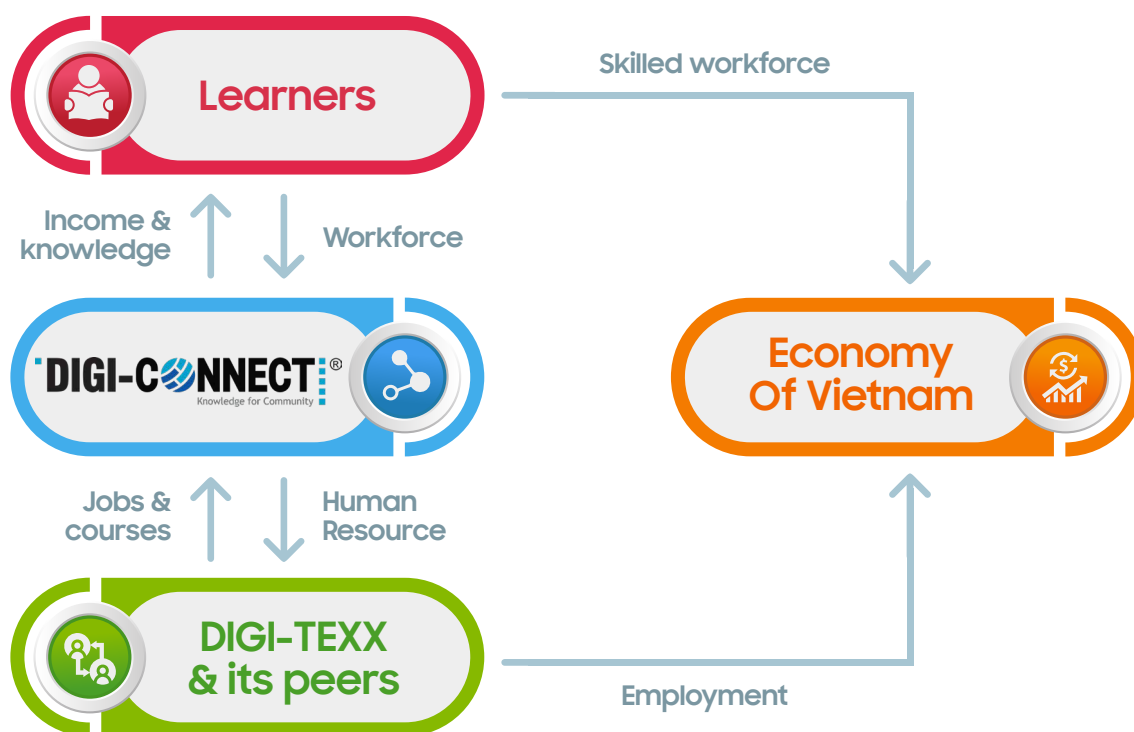 Learners
Skilled workforce
Income &
knowledge
Workforce
DIGI-CONNECT®
Knowledge for Community
Economy
Of Vietnam
$
Jobs &
courses
Human
Resource
DIGI-TEXX
& its peers
Employment